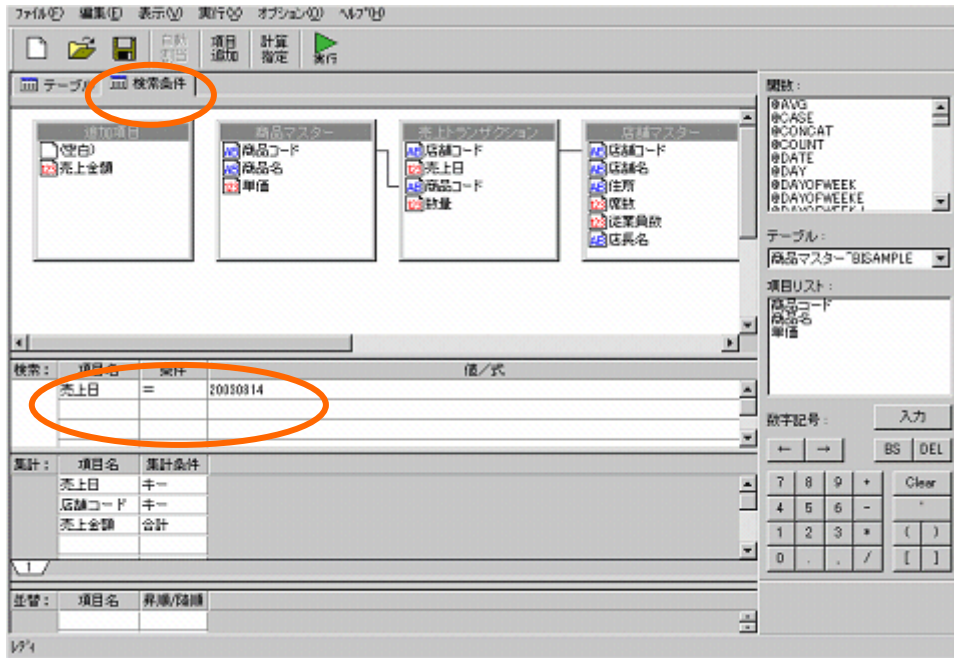 ファイル(F) 編集(E) 表示(V) 実行(X) オプション(O) ヘルプ(H)
自動割当 項目追加 計算指定 実行
テーブル 検索条件
追加項目
(空白)
売上金額
商品マスター
商品コード
商品名
単価
売上トランザクション
店舗コード
売上日
商品コード
数量
店舗マスター
店舗コード
店舗名
住所
席数
従業員数
店長名
検索: 項目名 条件 値/式
売上日 = 20030814
集計: 項目名 集計条件
売上日 キー
店舗コード キー
売上金額 合計
1
並替: 項目名 昇順/降順
レディ
関数:
@AVG
@CASE
@CONCAT
@COUNT
@DATE
@DAY
@DAYOFWEEK
@DAYOFWEEKE
テーブル:
商品マスター~BISAMPLE
項目リスト:
商品コード
商品名
単価
数字記号: 入力
← → BS DEL
7 8 9 + Clear
4 5 6 -
1 2 3 * ( )
0 . , / [ ]